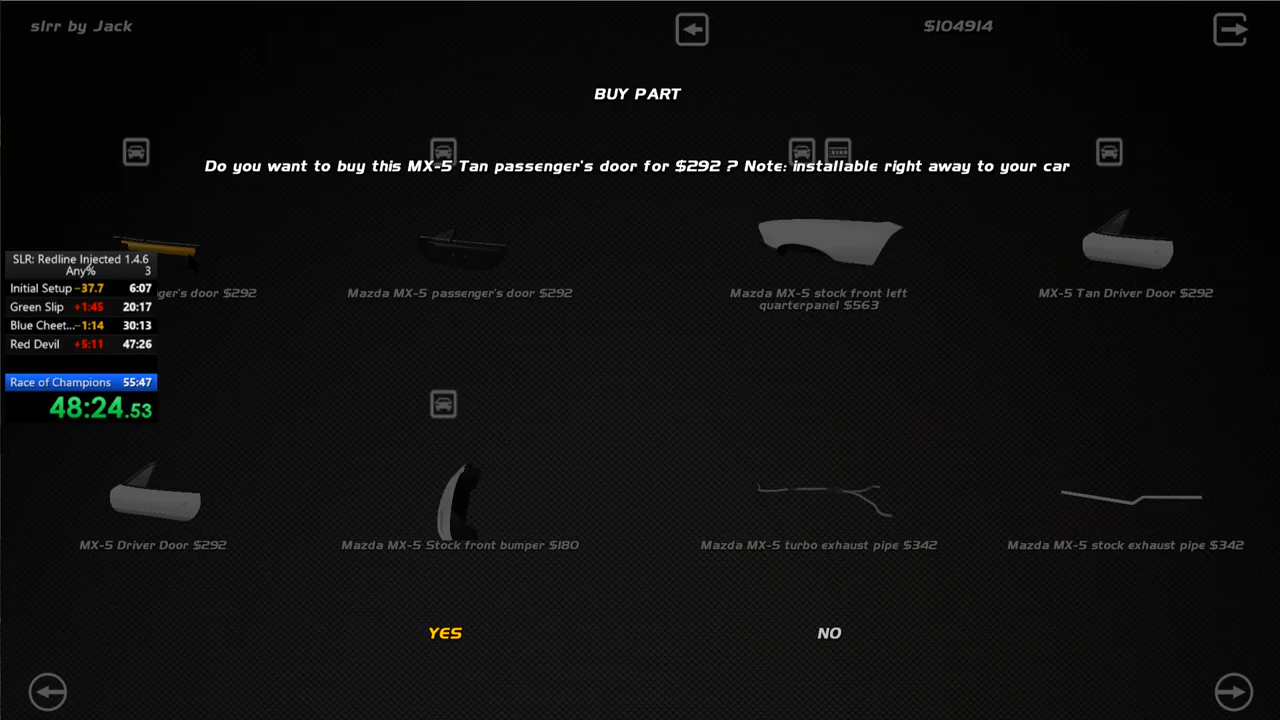 slrr by Jack
$104914
BUY PART
Do you want to buy this MX-5 Tan passenger's door for $292 ? Note: installable right away to your car
ger's door $292
Mazda MX-5 passenger's door $292
Mazda MX-5 stock front left
quarterpanel $563
MX-5 Tan Driver Door $292
SLR: Redline Injected 1.4.6
Any% 3
Initial Setup -37.7 6:07
Green Slip +1:45 20:17
Blue Cheet... -1:14 30:13
Red Devil +5:11 47:26
Race of Champions 55:47
48:24.53
MX-5 Driver Door $292
Mazda MX-5 Stock front bumper $180
Mazda MX-5 turbo exhaust pipe $342
Mazda MX-5 stock exhaust pipe $342
YES
NO